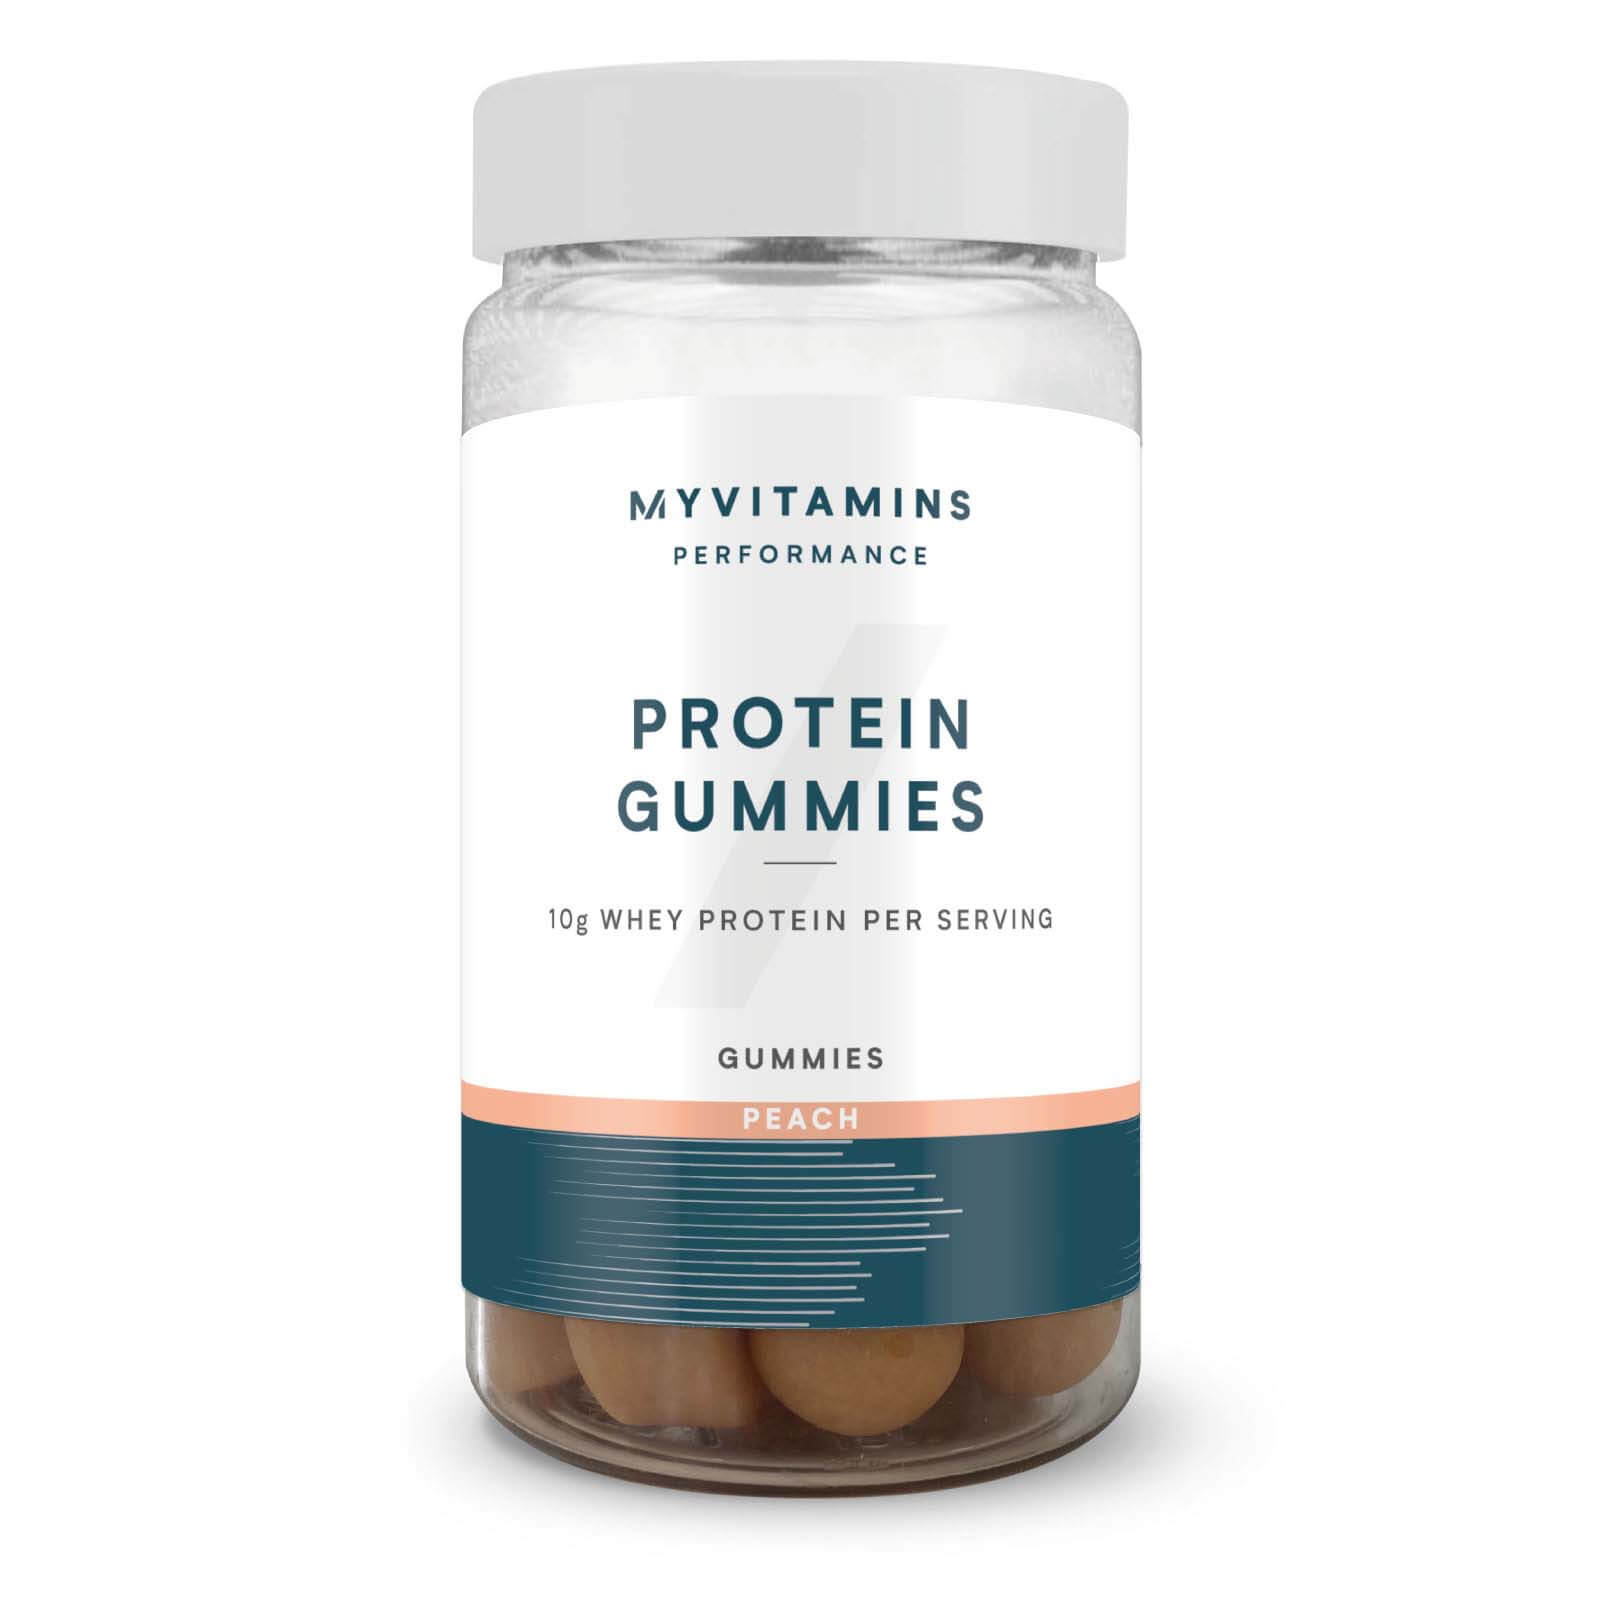 MYVITAMINS
PERFORMANCE
PROTEIN
GUMMIES
10g WHEY PROTEIN PER SERVING
GUMMIES
PEACH